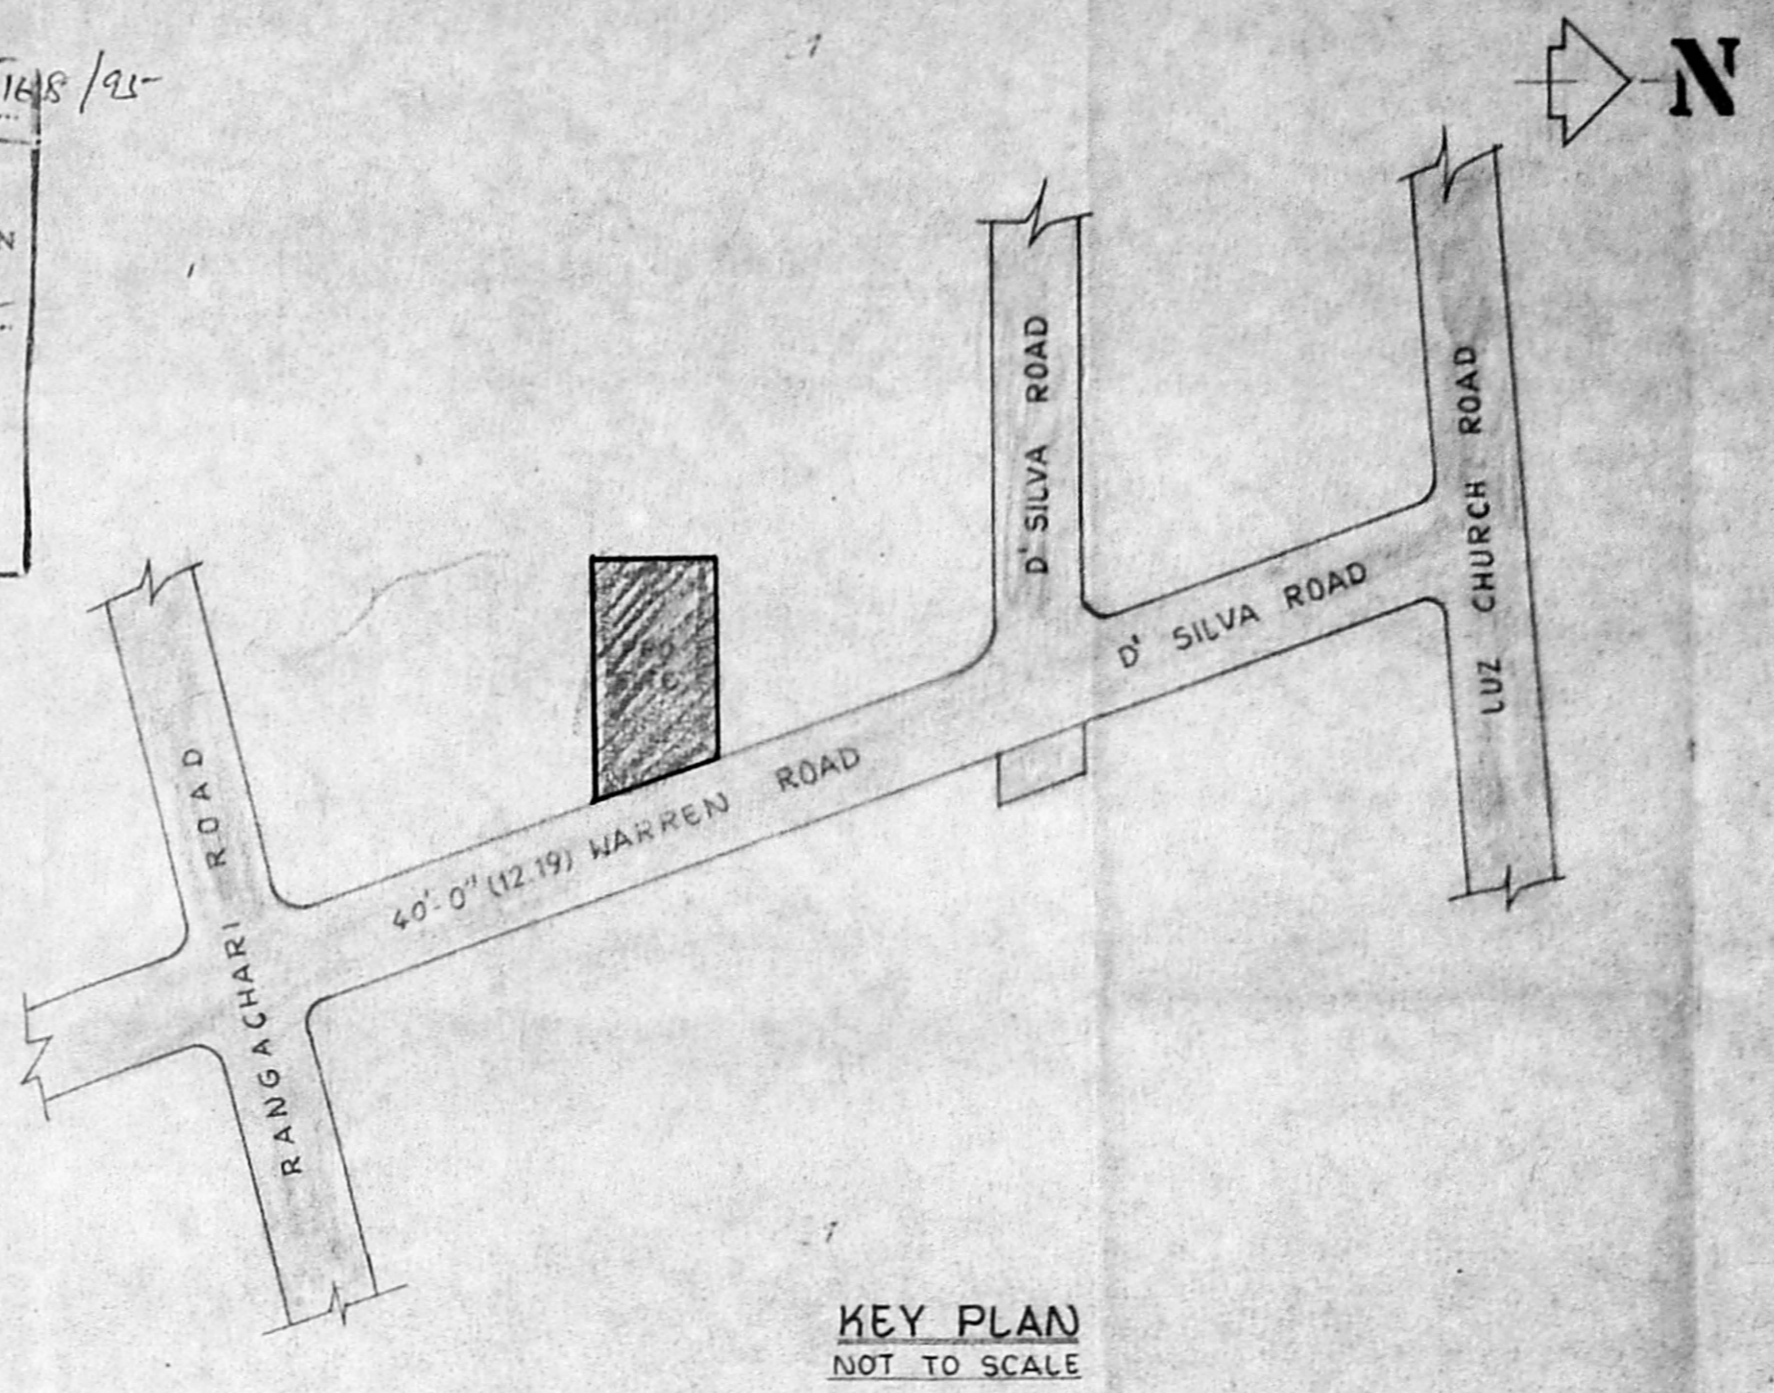 N
D' SILVA ROAD
LUZ CHURCH ROAD
D' SILVA ROAD
RANGACHARI ROAD
40'-0" (12.19) WARREN ROAD
KEY PLAN
NOT TO SCALE